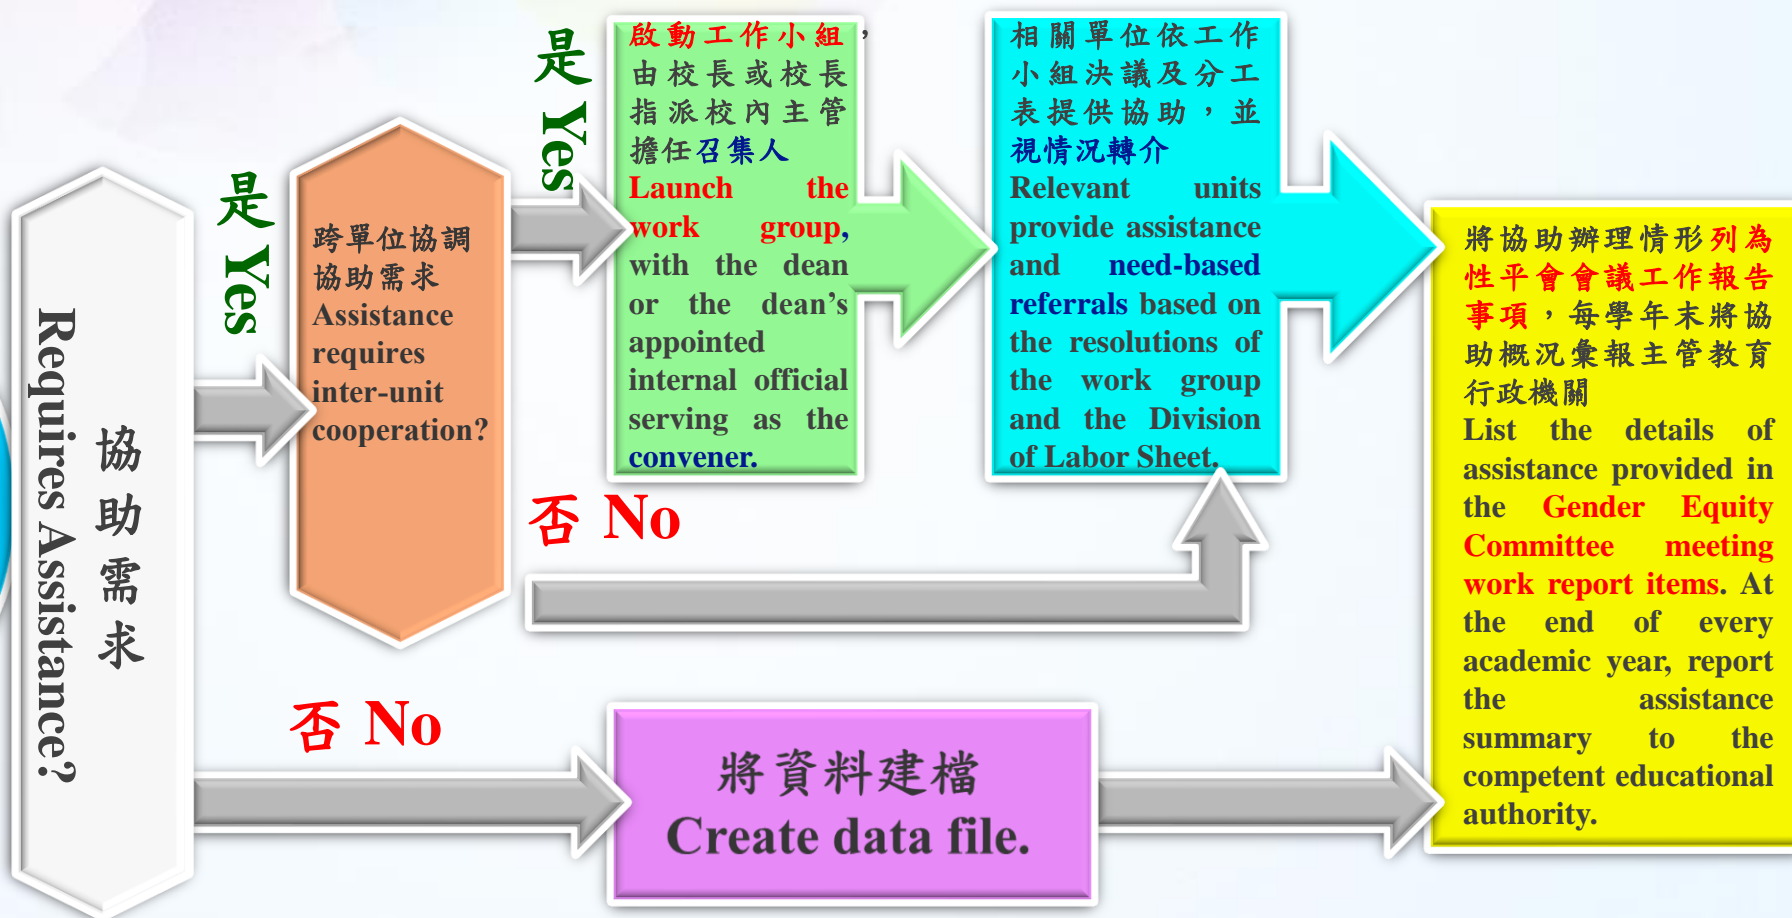 協助需求
Requires Assistance?
是 Yes
跨單位協調
協助需求
Assistance
requires
inter-unit
cooperation?
是 Yes
啟動工作小組，
由校長或校長
指派校內主管
擔任召集人
Launch the
work group,
with the dean
or the dean’s
appointed
internal official
serving as the
convener.
相關單位依工作
小組決議及分工
表提供協助，並
視情況轉介
Relevant units
provide assistance
and need-based
referrals based on
the resolutions of
the work group
and the Division
of Labor Sheet.
否 No
否 No
將資料建檔
Create data file.
將協助辦理情形列為
性平會會議工作報告
事項，每學年末將協
助概況彙報主管教育
行政機關
List the details of
assistance provided in
the Gender Equity
Committee meeting
work report items. At
the end of every
academic year, report
the assistance
summary to the
competent educational
authority.